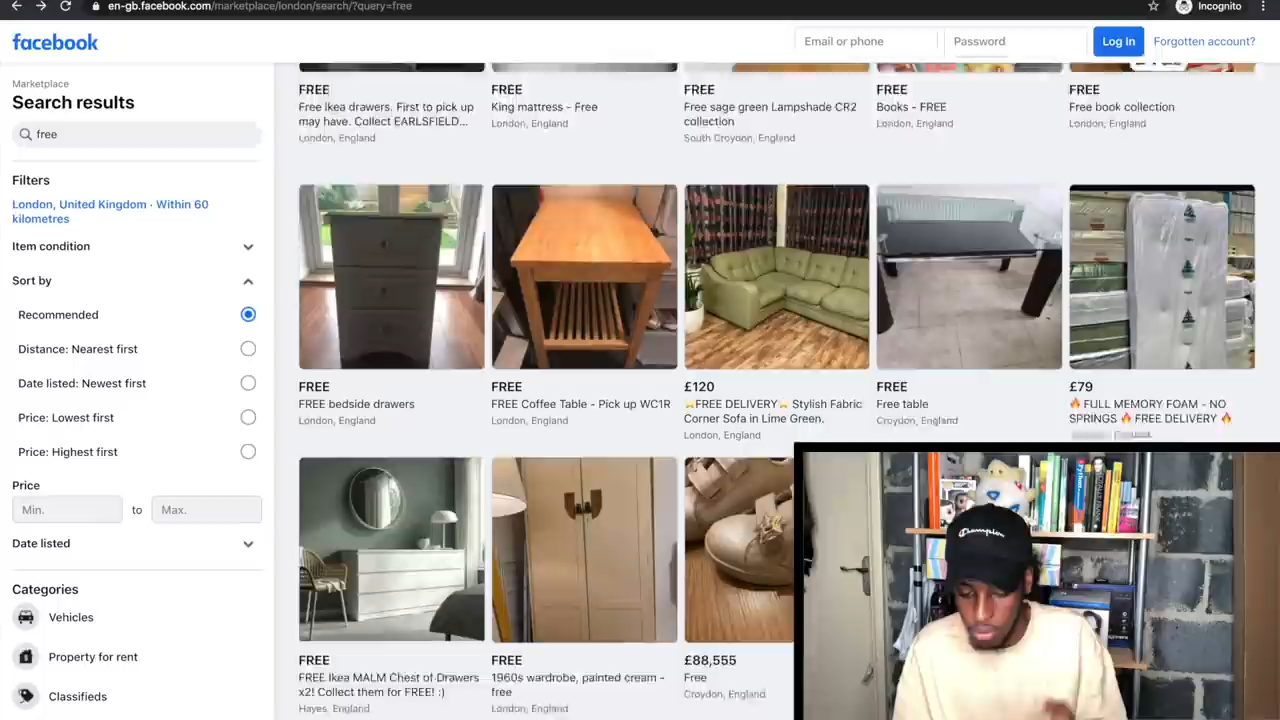 en-gb.facebook.com/marketplace/london/search/?query=free
Incognito
facebook
Email or phone
Password
Log In
Forgotten account?
Marketplace
Search results
free
Filters
London, United Kingdom · Within 60
kilometres
Item condition
Sort by
Recommended
Distance: Nearest first
Date listed: Newest first
Price: Lowest first
Price: Highest first
Price
Min.
to
Max.
Date listed
Categories
Vehicles
Property for rent
Classifieds
FREE
Free Ikea drawers. First to pick up
may have. Collect EARLSFIELD...
London, England
FREE
King mattress - Free
London, England
FREE
Free sage green Lampshade CR2
collection
South Croydon, England
FREE
Books - FREE
London, England
FREE
Free book collection
London, England
FREE
FREE bedside drawers
London, England
FREE
FREE Coffee Table - Pick up WC1R
London, England
£120
⭐FREE DELIVERY⭐ Stylish Fabric
Corner Sofa in Lime Green.
London, England
FREE
Free table
Croydon, England
£79
🔥 FULL MEMORY FOAM - NO
SPRINGS 🔥 FREE DELIVERY 🔥
FREE
FREE Ikea MALM Chest of Drawers
x2! Collect them for FREE! :)
Hayes, England
FREE
1960s wardrobe, painted cream -
free
London, England
£88,555
Free
Croydon, England
Champion
Python